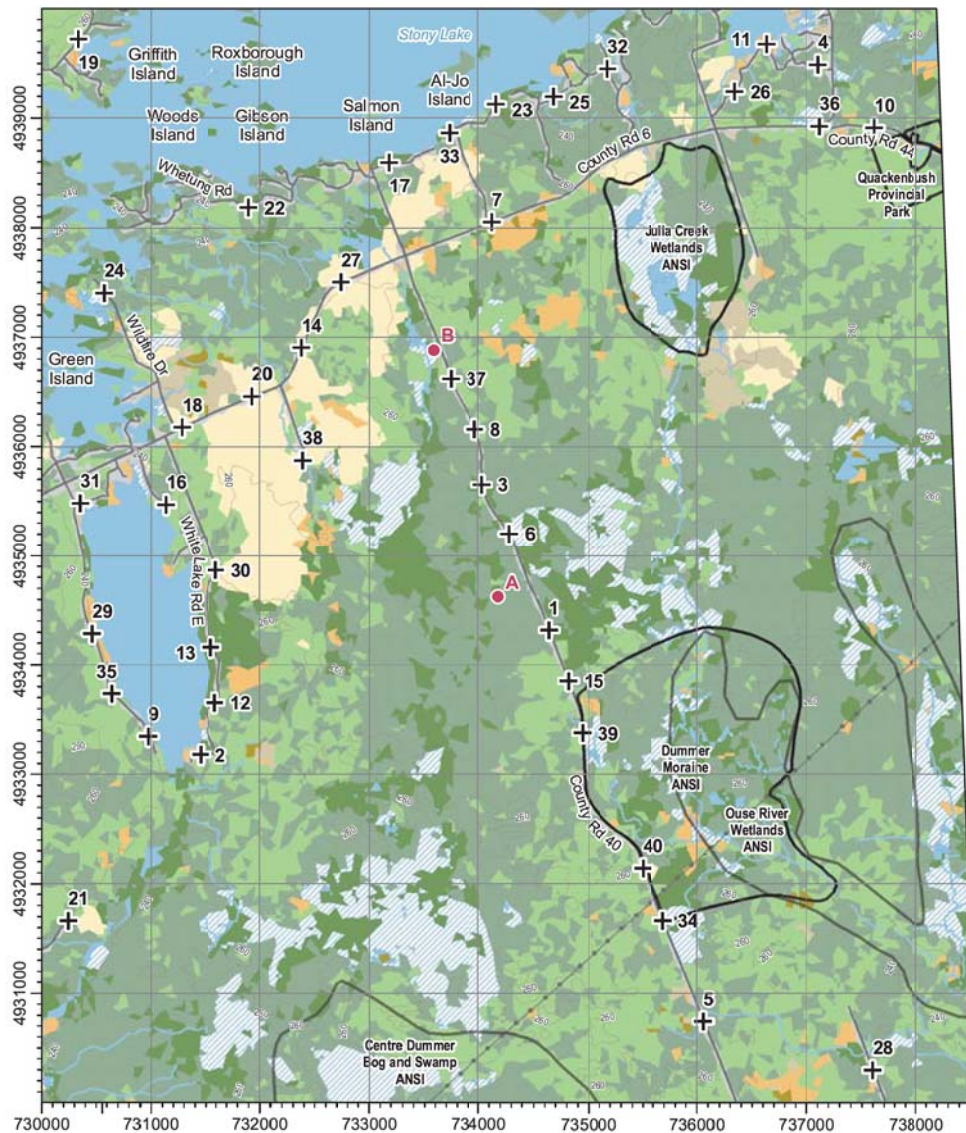 Stony Lake
Griffith
Island
Roxborough
Island
Al-Jo
Island
Woods
Island
Gibson
Island
Salmon
Island
19
32
11
4
23
25
26
36
10
33
17
County Rd 6
County Rd 44
Quackenbush
Provincial
Park
Whetung Rd
22
7
Julia Creek
Wetlands
ANSI
24
27
14
Wildfire Dr
B
Green
Island
20
37
18
8
38
31
16
3
White Lake Rd E
6
30
A
29
1
13
35
15
12
9
39
2
Dummer
Moraine
ANSI
County Rd 40
Ouse River
Wetlands
ANSI
40
21
34
5
Centre Dummer
Bog and Swamp
ANSI
28
4939000
4938000
4937000
4936000
4935000
4934000
4933000
4932000
4931000
730000 731000 732000 733000 734000 735000 736000 737000 738000
260
240